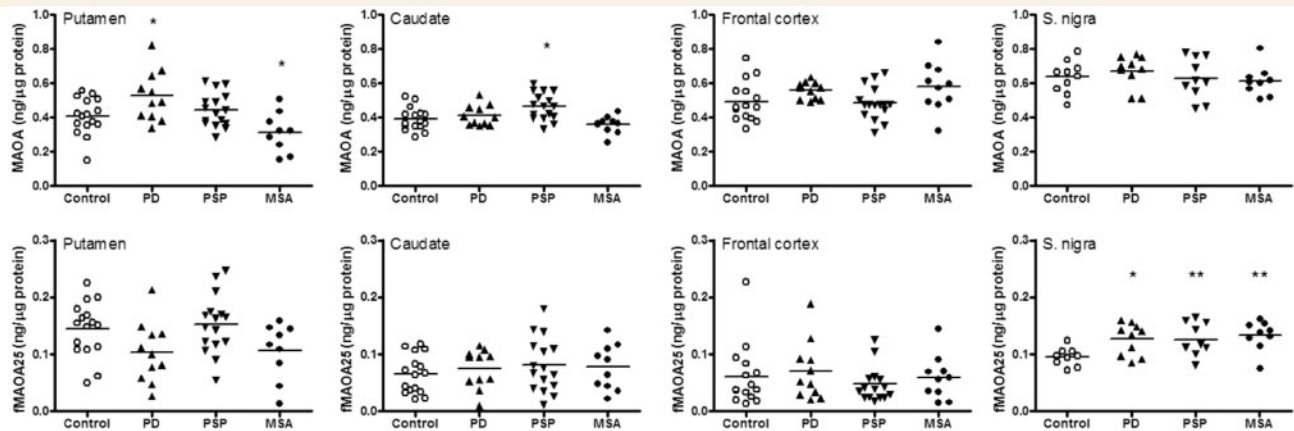 Putamen
*
*
MAOA (ng/µg protein)
1.0
0.8
0.6
0.4
0.2
0.0
Control PD PSP MSA
Caudate
*
MAOA (ng/µg protein)
1.0
0.8
0.6
0.4
0.2
0.0
Control PD PSP MSA
Frontal cortex
MAOA (ng/µg protein)
1.0
0.8
0.6
0.4
0.2
0.0
Control PD PSP MSA
S. nigra
MAOA (ng/µg protein)
1.0
0.8
0.6
0.4
0.2
0.0
Control PD PSP MSA
Putamen
fMAOA25 (ng/µg protein)
0.3
0.2
0.1
0.0
Control PD PSP MSA
Caudate
fMAOA25 (ng/µg protein)
0.3
0.2
0.1
0.0
Control PD PSP MSA
Frontal cortex
fMAOA25 (ng/µg protein)
0.3
0.2
0.1
0.0
Control PD PSP MSA
S. nigra
* ** **
fMAOA25 (ng/µg protein)
0.3
0.2
0.1
0.0
Control PD PSP MSA